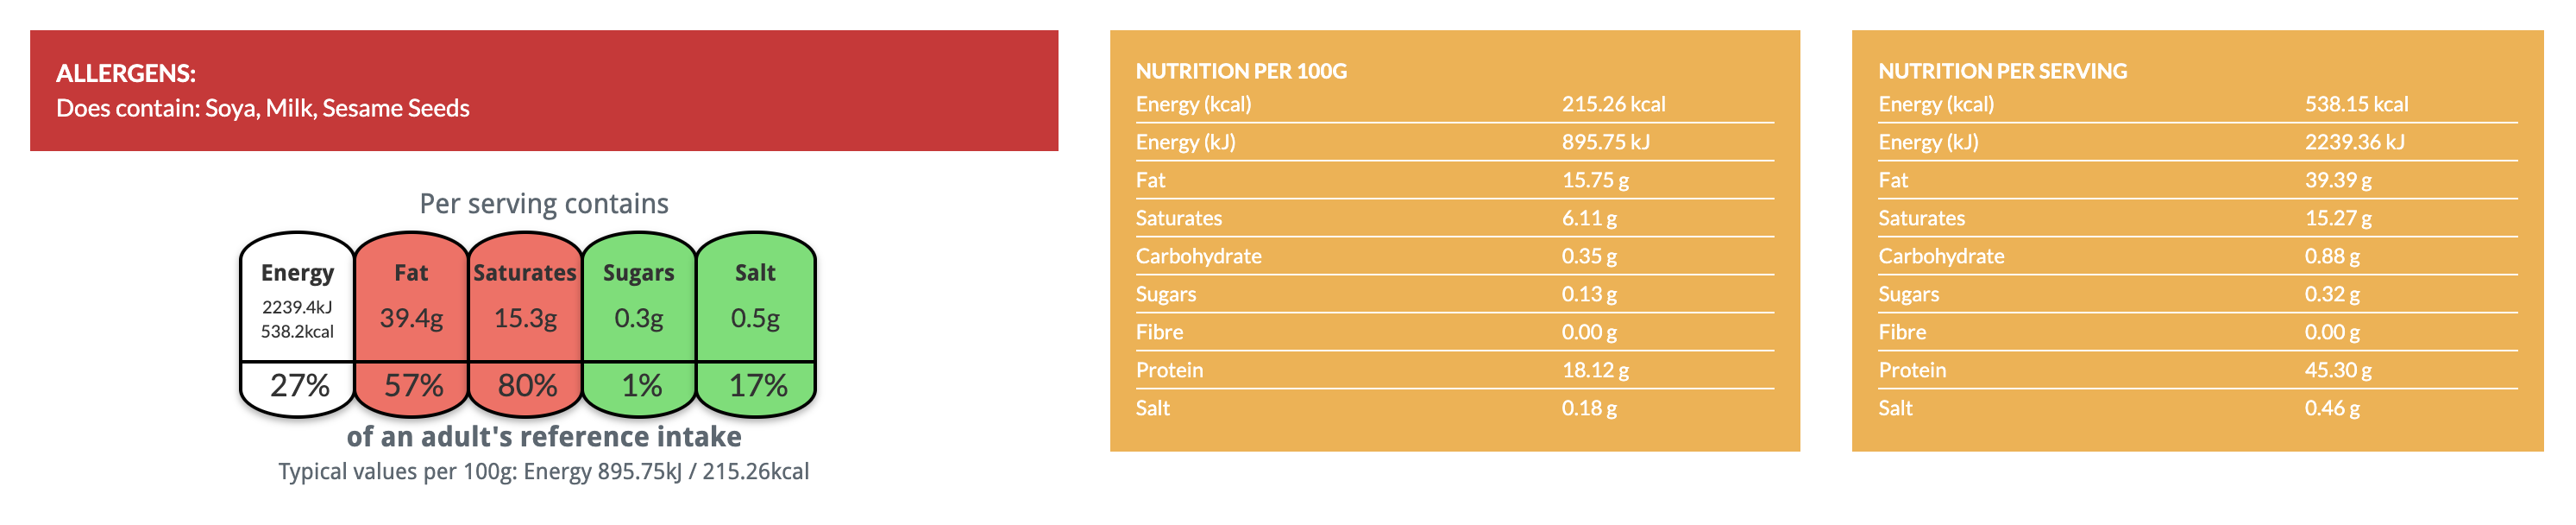 ALLERGENS:
Does contain: Soya, Milk, Sesame Seeds
Per serving contains
Energy Fat Saturates Sugars Salt
2239.4kJ
538.2kcal
39.4g 15.3g 0.3g 0.5g
27% 57% 80% 1% 17%
of an adult's reference intake
Typical values per 100g: Energy 895.75kJ / 215.26kcal
NUTRITION PER 100G
Energy (kcal) 215.26 kcal
Energy (kJ) 895.75 kJ
Fat 15.75 g
Saturates 6.11 g
Carbohydrate 0.35 g
Sugars 0.13 g
Fibre 0.00 g
Protein 18.12 g
Salt 0.18 g
NUTRITION PER SERVING
Energy (kcal) 538.15 kcal
Energy (kJ) 2239.36 kJ
Fat 39.39 g
Saturates 15.27 g
Carbohydrate 0.88 g
Sugars 0.32 g
Fibre 0.00 g
Protein 45.30 g
Salt 0.46 g